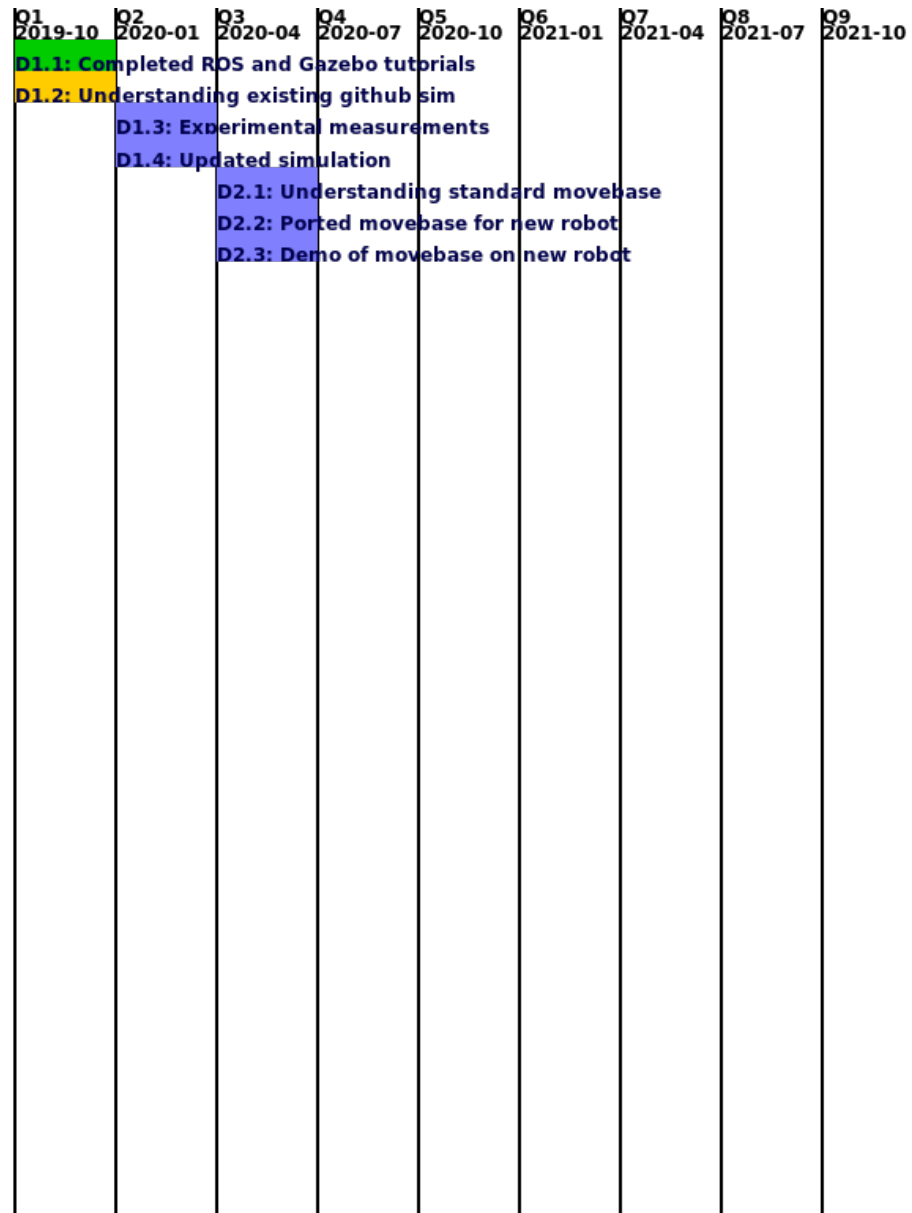 Q1 Q2 Q3 Q4 Q5 Q6 Q7 Q8 Q9
2019-10 2020-01 2020-04 2020-07 2020-10 2021-01 2021-04 2021-07 2021-10
D1.1: Completed ROS and Gazebo tutorials
D1.2: Understanding existing github sim
D1.3: Experimental measurements
D1.4: Updated simulation
D2.1: Understanding standard movebase
D2.2: Ported movebase for new robot
D2.3: Demo of movebase on new robot